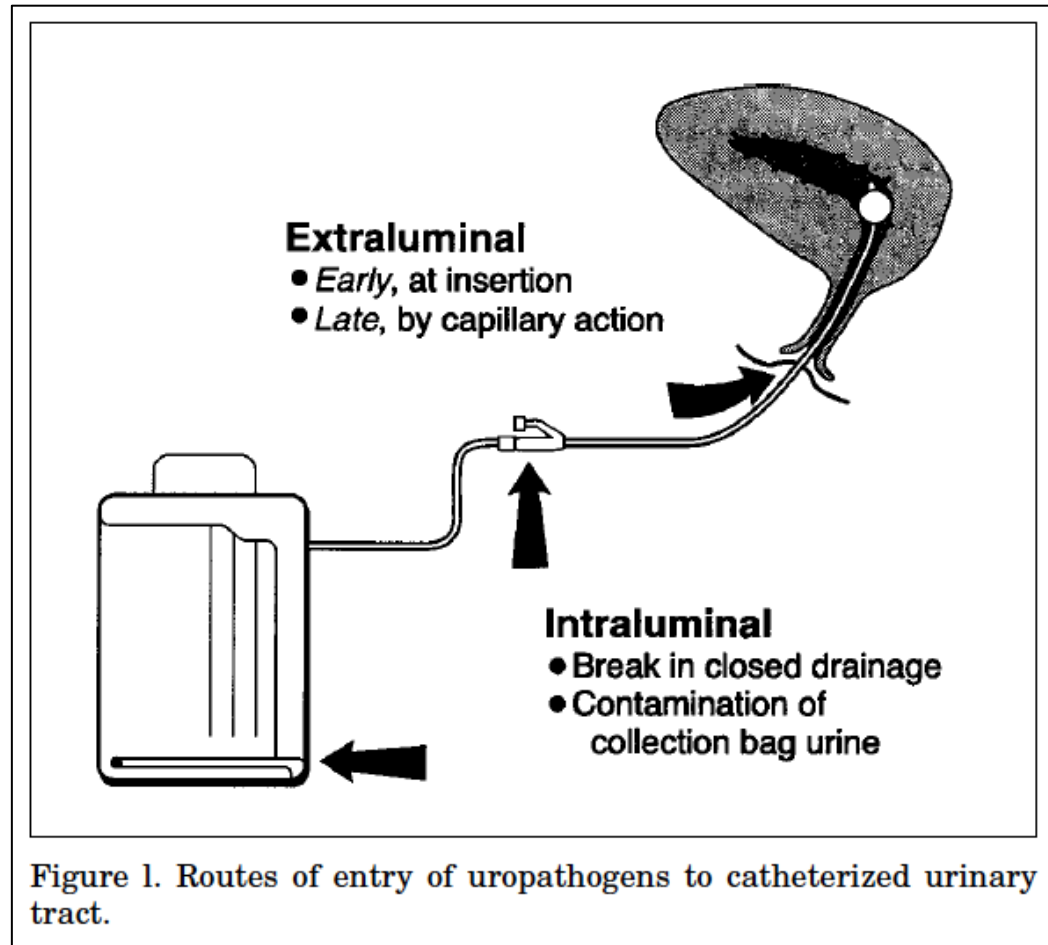 Extraluminal
● Early, at insertion
● Late, by capillary action
Intraluminal
● Break in closed drainage
● Contamination of
collection bag urine
Figure l. Routes of entry of uropathogens to catheterized urinary
tract.